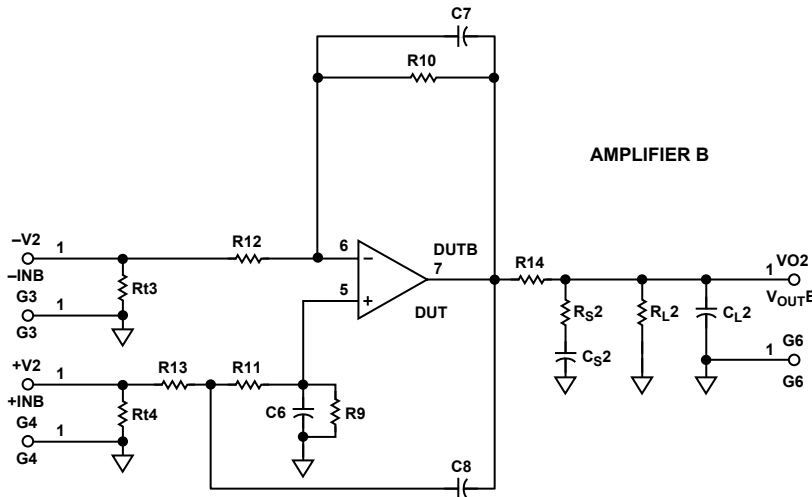 C7
R10
AMPLIFIER B
–V2
1
R12
6
–
DUTB
7
R14
1
VO2
–INB
Rt3
5
+
DUT
RS2
RL2
CL2
VOUTB
G3
1
G3
CS2
1
G6
G6
+V2
1
R13
R11
+INB
Rt4
C6
R9
G4
1
G4
C8